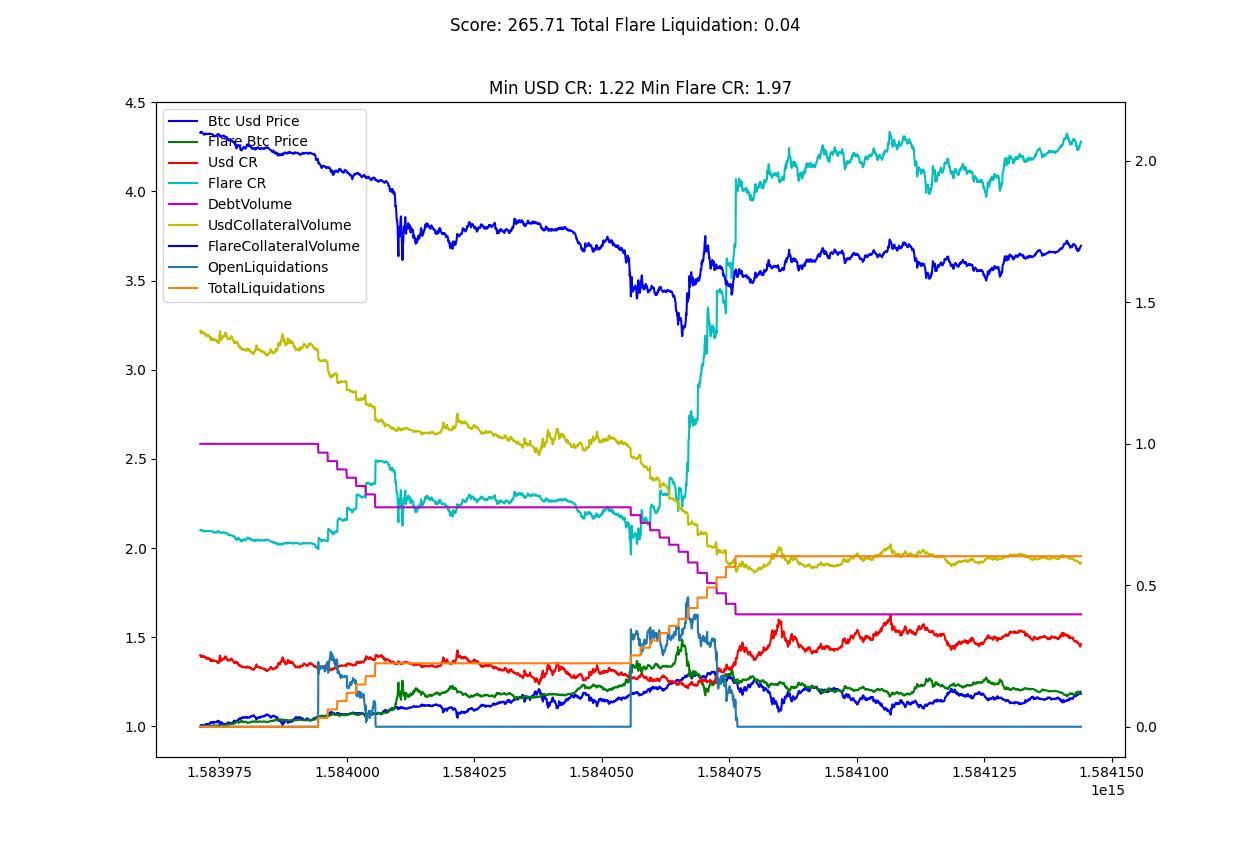 Score: 265.71 Total Flare Liquidation: 0.04
Min USD CR: 1.22 Min Flare CR: 1.97
4.5
4.0
3.5
3.0
2.5
2.0
1.5
1.0
Btc Usd Price
Flare Btc Price
Usd CR
Flare CR
DebtVolume
UsdCollateralVolume
FlareCollateralVolume
OpenLiquidations
TotalLiquidations
2.0
1.5
1.0
0.5
0.0
1.583975 1.584000 1.584025 1.584050 1.584075 1.584100 1.584125 1.584150
1e15